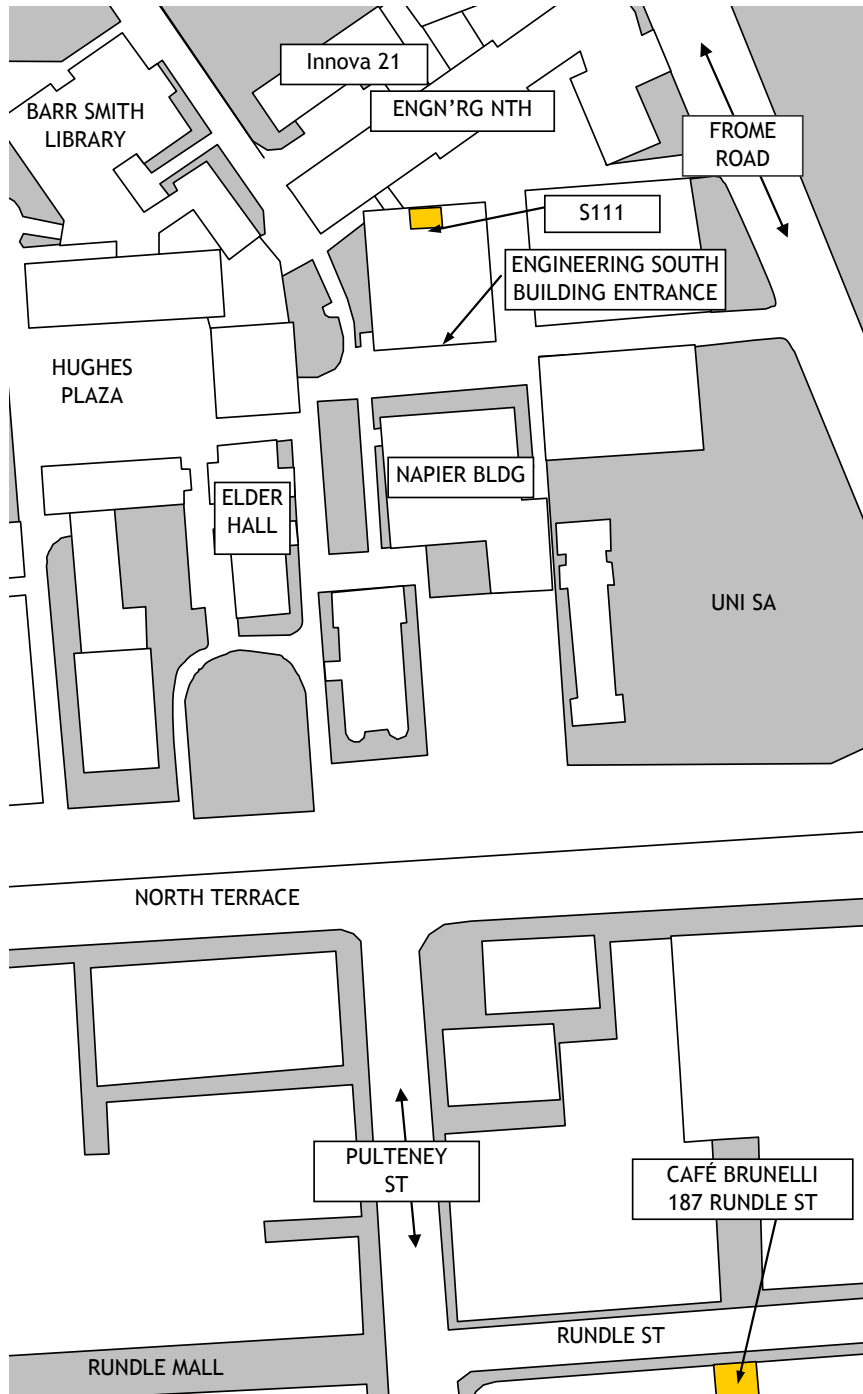 Innova 21
ENGN'RG NTH
BARR SMITH
LIBRARY
FROME
ROAD
S111
ENGINEERING SOUTH
BUILDING ENTRANCE
HUGHES
PLAZA
NAPIER BLDG
ELDER
HALL
UNI SA
NORTH TERRACE
PULTENEY
ST
CAFÉ BRUNELLI
187 RUNDLE ST
RUNDLE ST
RUNDLE MALL